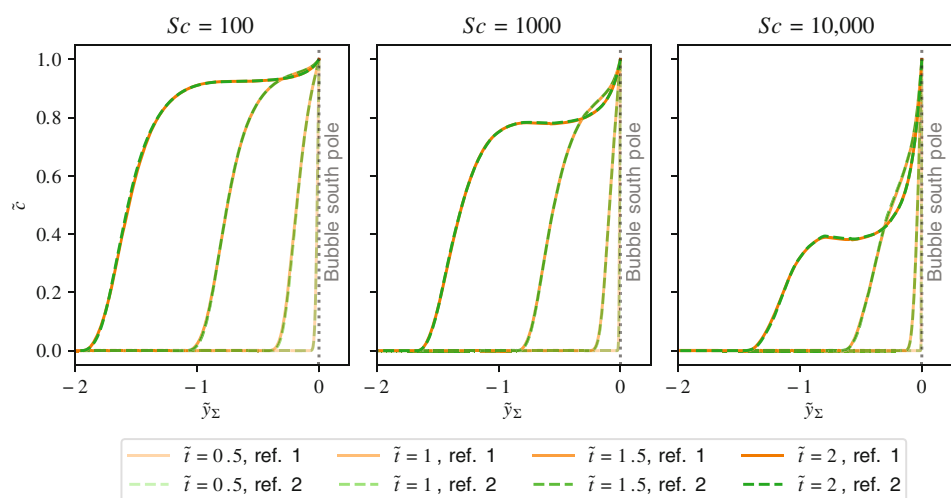 Sc = 100 Sc = 1000 Sc = 10,000
1.0
0.8
0.6
0.4
0.2
0.0
c̃
Bubble south pole Bubble south pole Bubble south pole
−2 −1 0 −2 −1 0 −2 −1 0
ỹ_Σ ỹ_Σ ỹ_Σ
t̃ = 0.5, ref. 1 t̃ = 1 , ref. 1 t̃ = 1.5, ref. 1 t̃ = 2 , ref. 1
t̃ = 0.5, ref. 2 t̃ = 1 , ref. 2 t̃ = 1.5, ref. 2 t̃ = 2 , ref. 2